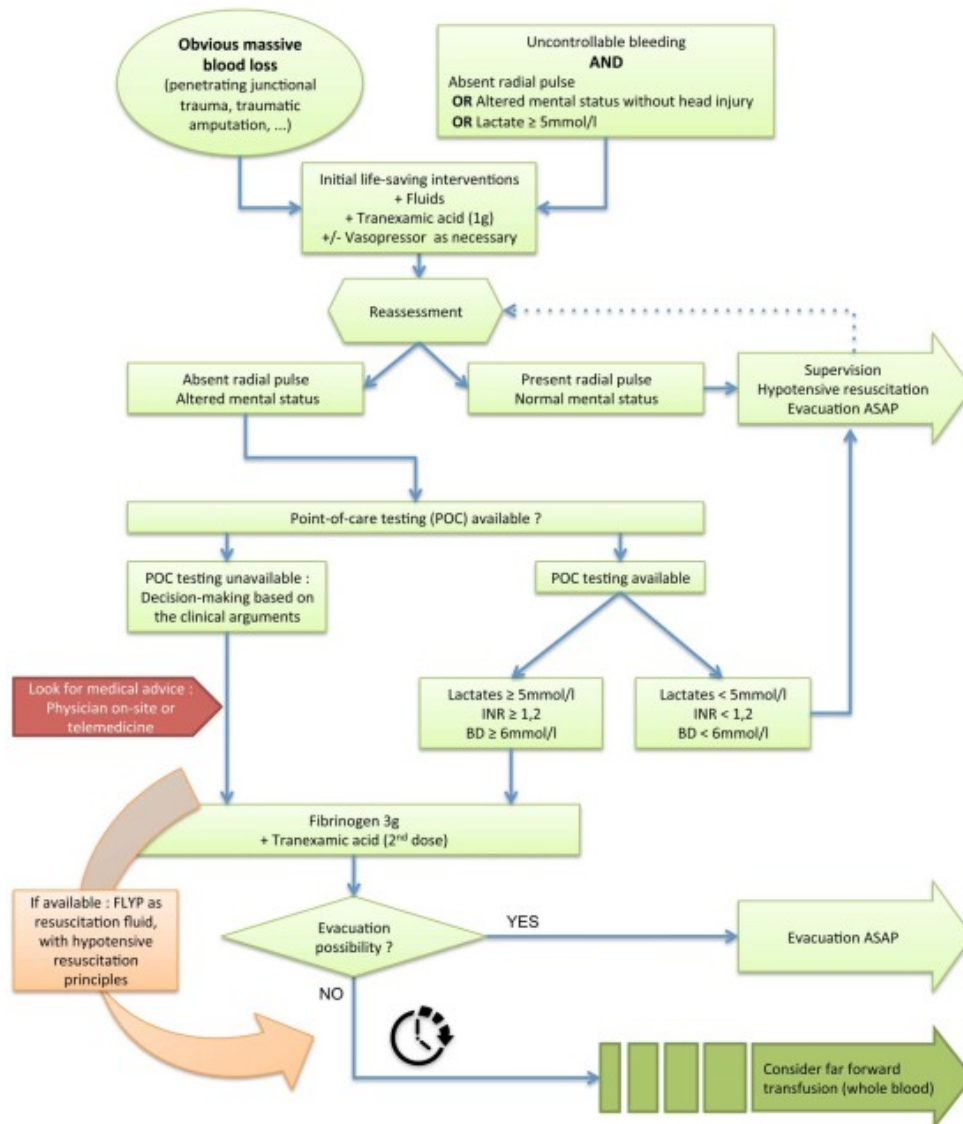 Obvious massive
blood loss
(penetrating junctional
trauma, traumatic
amputation, ...)
Uncontrollable bleeding
AND
Absent radial pulse
OR Altered mental status without head injury
OR Lactate ≥ 5mmol/l
Initial life-saving interventions
+ Fluids
+ Tranexamic acid (1g)
+/- Vasopressor as necessary
Reassessment
Absent radial pulse
Altered mental status
Present radial pulse
Normal mental status
Supervision
Hypotensive resuscitation
Evacuation ASAP
Point-of-care testing (POC) available ?
POC testing unavailable :
Decision-making based on
the clinical arguments
POC testing available
Look for medical advice :
Physician on-site or
telemedicine
Lactates ≥ 5mmol/l
INR ≥ 1,2
BD ≥ 6mmol/l
Lactates < 5mmol/l
INR < 1,2
BD < 6mmol/l
Fibrinogen 3g
+ Tranexamic acid (2nd dose)
If available : FLYP as
resuscitation fluid,
with hypotensive
resuscitation
principles
Evacuation
possibility ?
YES
Evacuation ASAP
NO
Consider far forward
transfusion (whole blood)